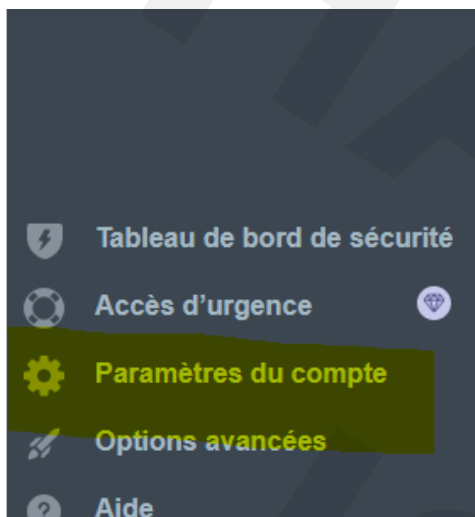 Tableau de bord de sécurité
Accès d’urgence
Paramètres du compte
Options avancées
Aide